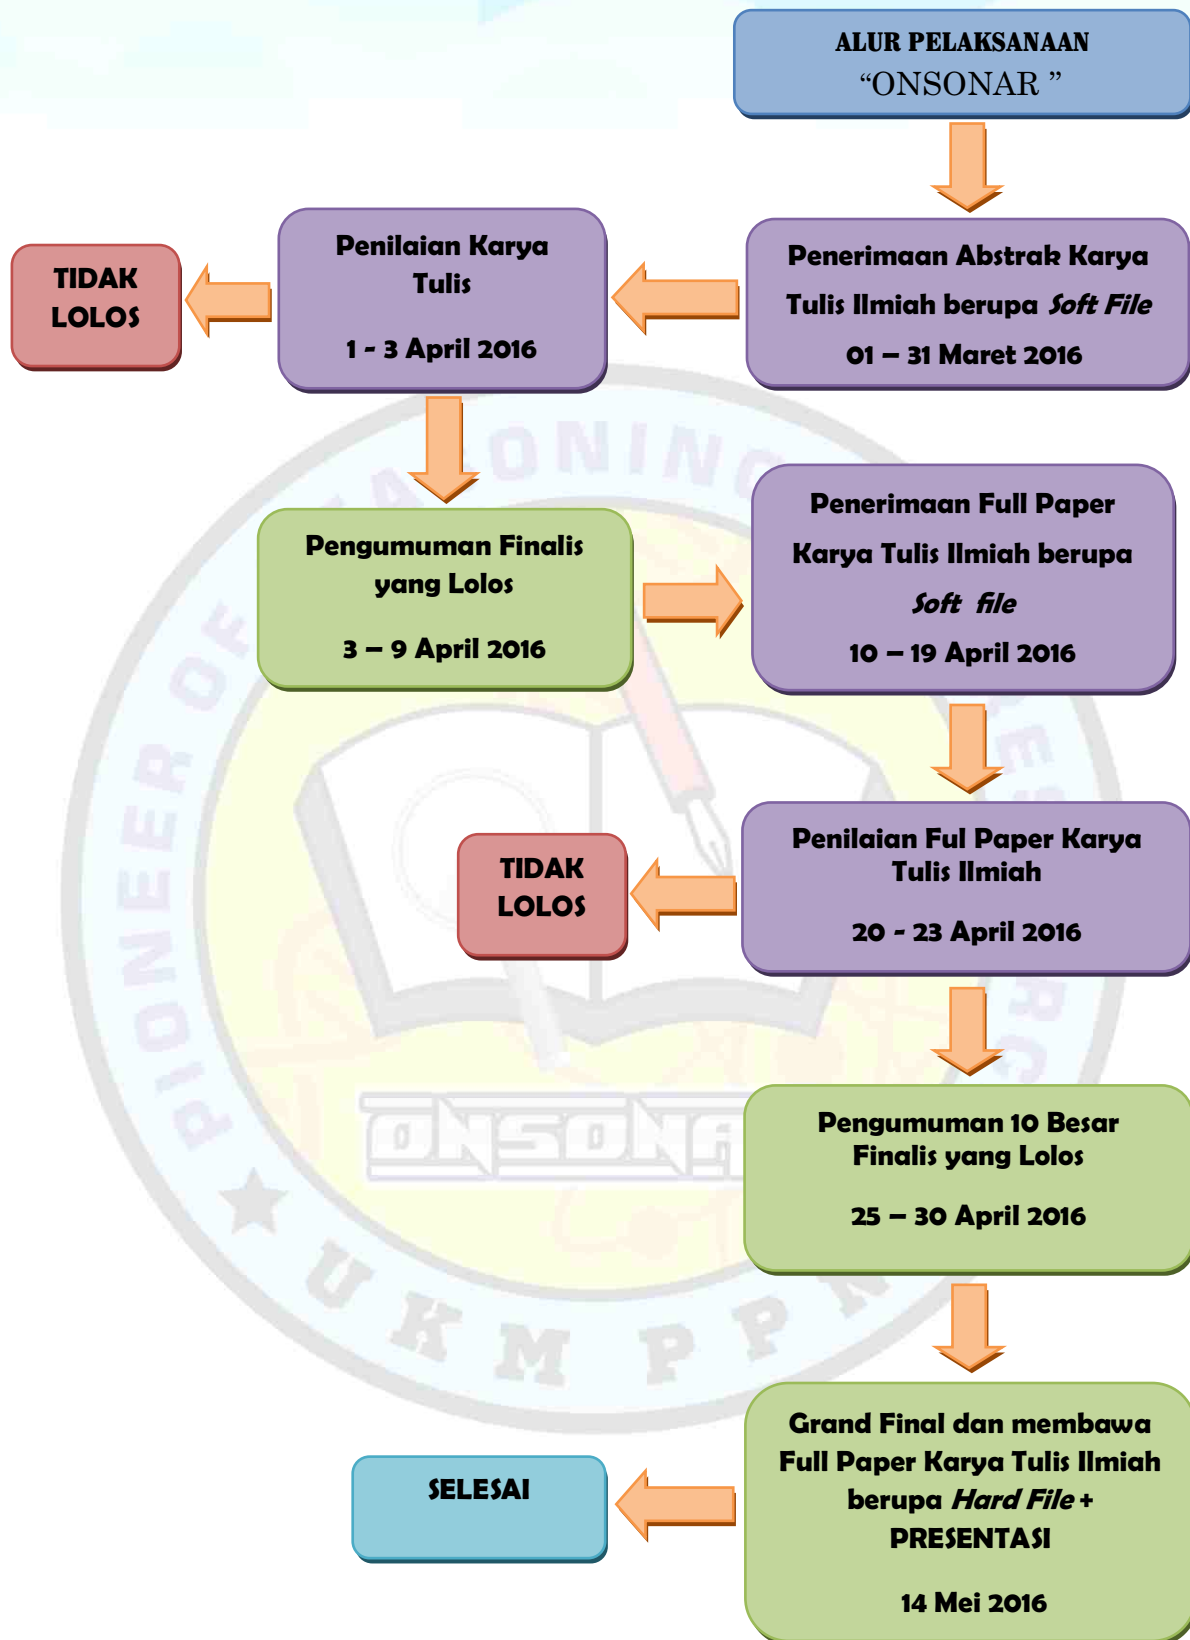 ALUR PELAKSANAAN
“ONSONAR ”
Penerimaan Abstrak Karya
Tulis Ilmiah berupa Soft File
01 – 31 Maret 2016
Penilaian Karya
Tulis
1 - 3 April 2016
TIDAK
LOLOS
Pengumuman Finalis
yang Lolos
3 – 9 April 2016
Penerimaan Full Paper
Karya Tulis Ilmiah berupa
Soft file
10 – 19 April 2016
Penilaian Ful Paper Karya
Tulis Ilmiah
20 - 23 April 2016
TIDAK
LOLOS
Pengumuman 10 Besar
Finalis yang Lolos
25 – 30 April 2016
Grand Final dan membawa
Full Paper Karya Tulis Ilmiah
berupa Hard File +
PRESENTASI
14 Mei 2016
SELESAI
PIONEER OF
UKM PP